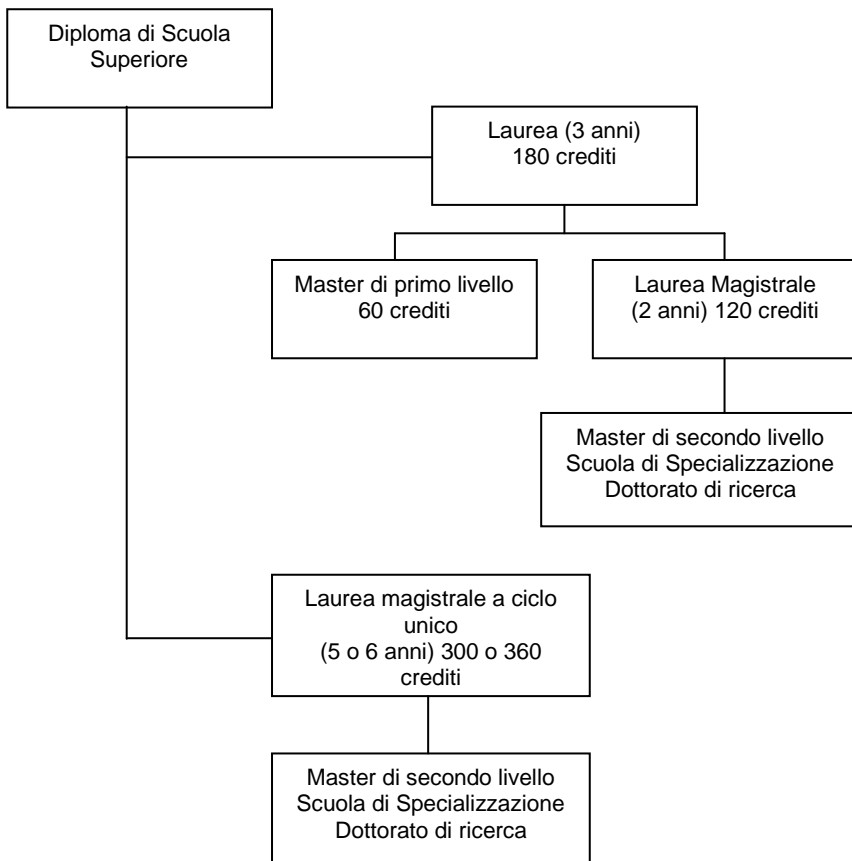 Diploma di Scuola
Superiore
Laurea (3 anni)
180 crediti
Master di primo livello
60 crediti
Laurea Magistrale
(2 anni) 120 crediti
Master di secondo livello
Scuola di Specializzazione
Dottorato di ricerca
Laurea magistrale a ciclo
unico
(5 o 6 anni) 300 o 360
crediti
Master di secondo livello
Scuola di Specializzazione
Dottorato di ricerca